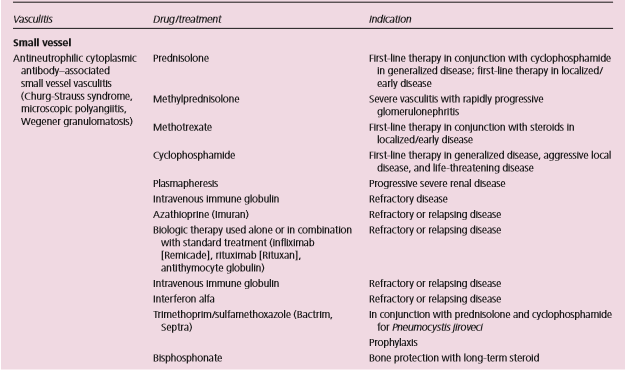 Vasculitis Drug/treatment Indication
Small vessel
Antineutrophilic cytoplasmic Prednisolone First-line therapy in conjunction with cyclophosphamide
antibody–associated in generalized disease; first-line therapy in localized/
small vessel vasculitis early disease
(Churg-Strauss syndrome, Methylprednisolone Severe vasculitis with rapidly progressive
microscopic polyangiitis, glomerulonephritis
Wegener granulomatosis) Methotrexate First-line therapy in conjunction with steroids in
localized/early disease
Cyclophosphamide First-line therapy in generalized disease, aggressive local
disease, and life-threatening disease
Plasmapheresis Progressive severe renal disease
Intravenous immune globulin Refractory disease
Azathioprine (Imuran) Refractory or relapsing disease
Biologic therapy used alone or in combination Refractory or relapsing disease
with standard treatment (infliximab
[Remicade], rituximab [Rituxan],
antithymocyte globulin)
Intravenous immune globulin Refractory or relapsing disease
Interferon alfa Refractory or relapsing disease
Trimethoprim/sulfamethoxazole (Bactrim, In conjunction with prednisolone and cyclophosphamide
Septra) for Pneumocystis jiroveci
Prophylaxis
Bisphosphonate Bone protection with long-term steroid